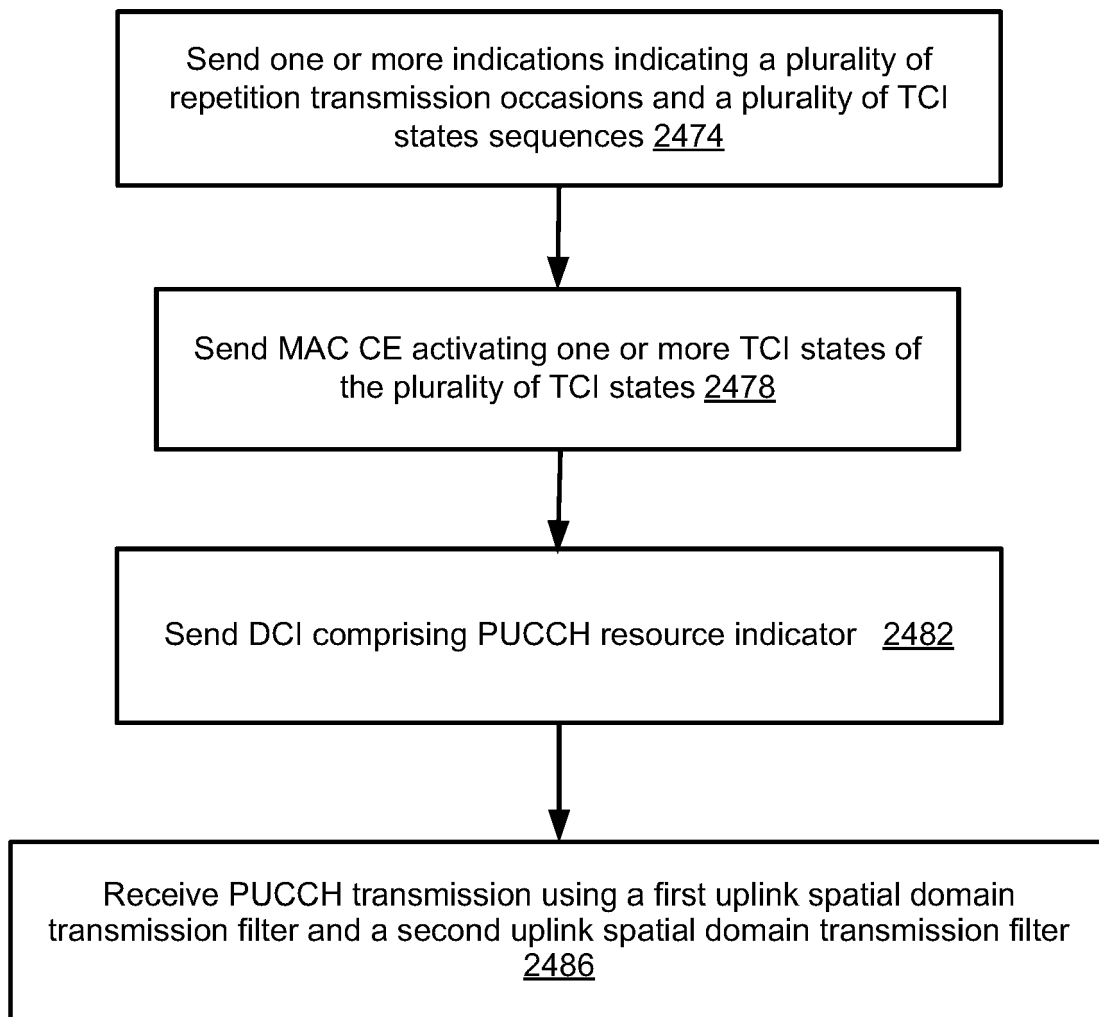 Send one or more indications indicating a plurality of
repetition transmission occasions and a plurality of TCI
states sequences 2474
Send MAC CE activating one or more TCI states of
the plurality of TCI states 2478
Send DCI comprising PUCCH resource indicator 2482
Receive PUCCH transmission using a first uplink spatial domain
transmission filter and a second uplink spatial domain transmission filter
2486